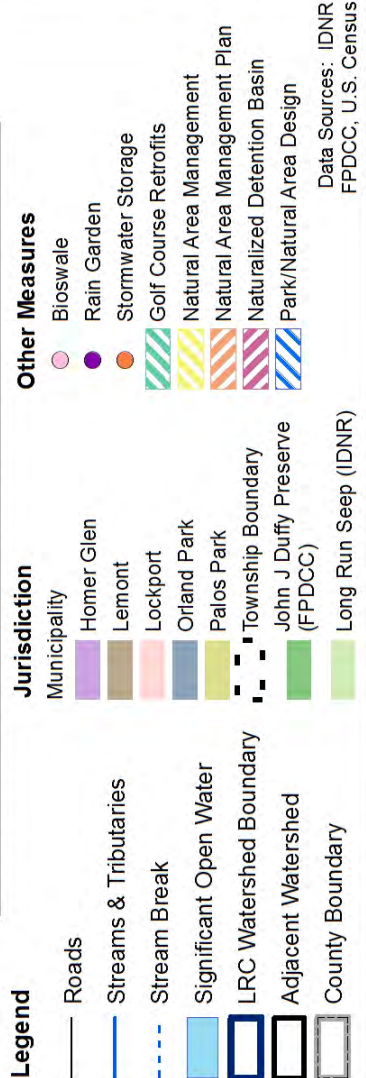 Legend
Roads
Streams & Tributaries
Stream Break
Significant Open Water
LRC Watershed Boundary
Adjacent Watershed
County Boundary
Jurisdiction
Municipality
Homer Glen
Lemont
Lockport
Orland Park
Palos Park
Township Boundary
John J Duffy Preserve
(FPDCC)
Long Run Seep (IDNR)
Other Measures
Bioswale
Rain Garden
Stormwater Storage
Golf Course Retrofits
Natural Area Management
Natural Area Management Plan
Naturalized Detention Basin
Park/Natural Area Design
Data Sources: IDNR
FPDCC, U.S. Census